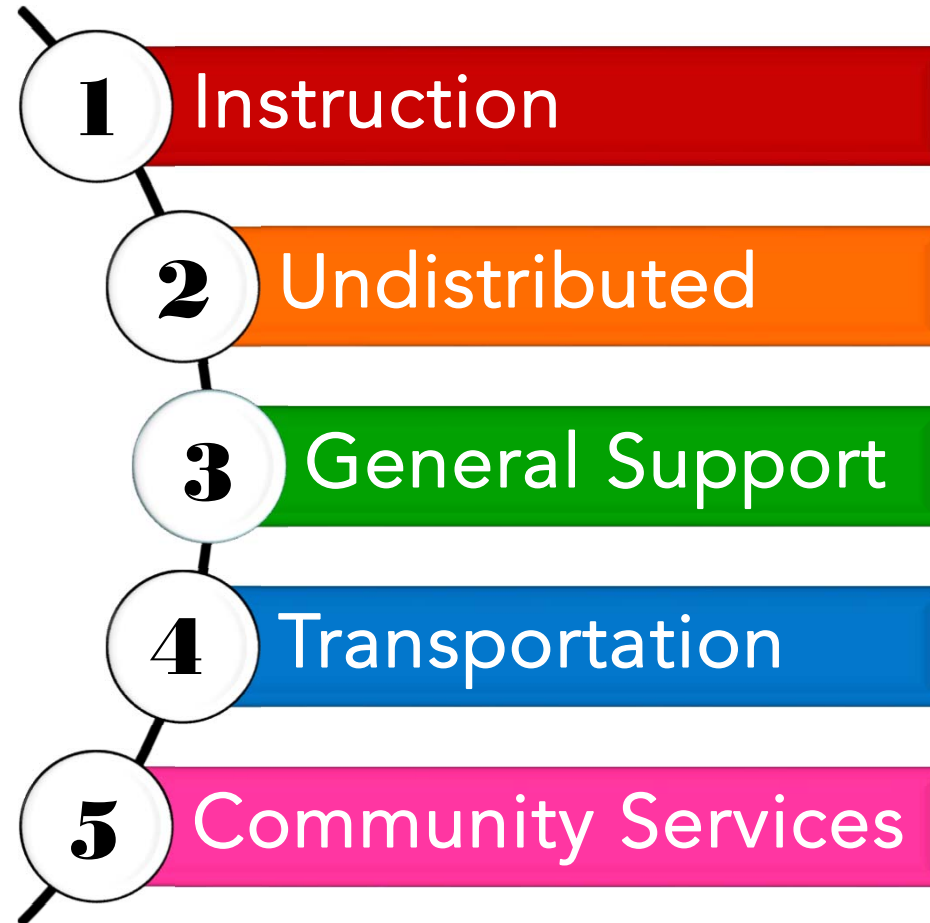 1 Instruction
2 Undistributed
3 General Support
4 Transportation
5 Community Services